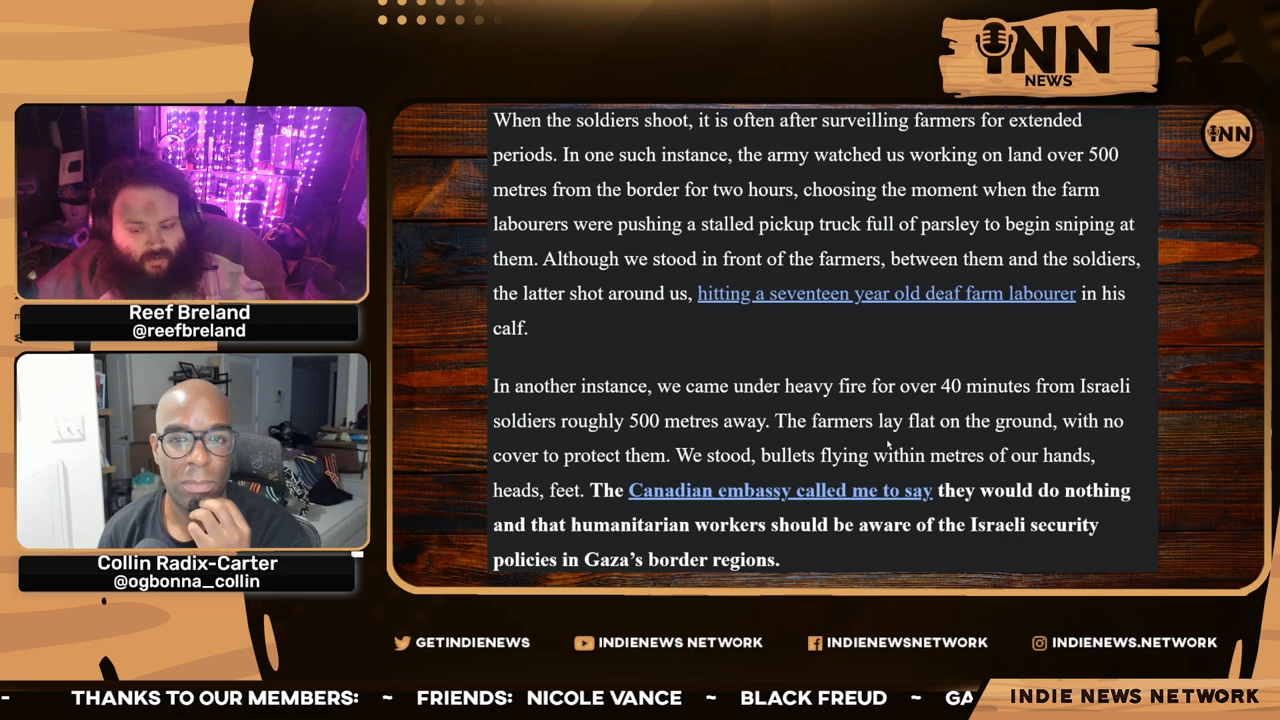 iNN
NEWS
iNN
When the soldiers shoot, it is often after surveilling farmers for extended
periods. In one such instance, the army watched us working on land over 500
metres from the border for two hours, choosing the moment when the farm
labourers were pushing a stalled pickup truck full of parsley to begin sniping at
them. Although we stood in front of the farmers, between them and the soldiers,
the latter shot around us, hitting a seventeen year old deaf farm labourer in his
calf.
In another instance, we came under heavy fire for over 40 minutes from Israeli
soldiers roughly 500 metres away. The farmers lay flat on the ground, with no
cover to protect them. We stood, bullets flying within metres of our hands,
heads, feet. The Canadian embassy called me to say they would do nothing
and that humanitarian workers should be aware of the Israeli security
policies in Gaza’s border regions.
Reef Breland
@reefbreland
Collin Radix-Carter
@ogbonna_collin
GETINDIENEWS
INDIENEWS NETWORK
INDIENEWSNETWORK
INDIENEWS.NETWORK
THANKS TO OUR MEMBERS: ~ FRIENDS: NICOLE VANCE ~ BLACK FREUD ~ GA
INDIE NEWS NETWORK